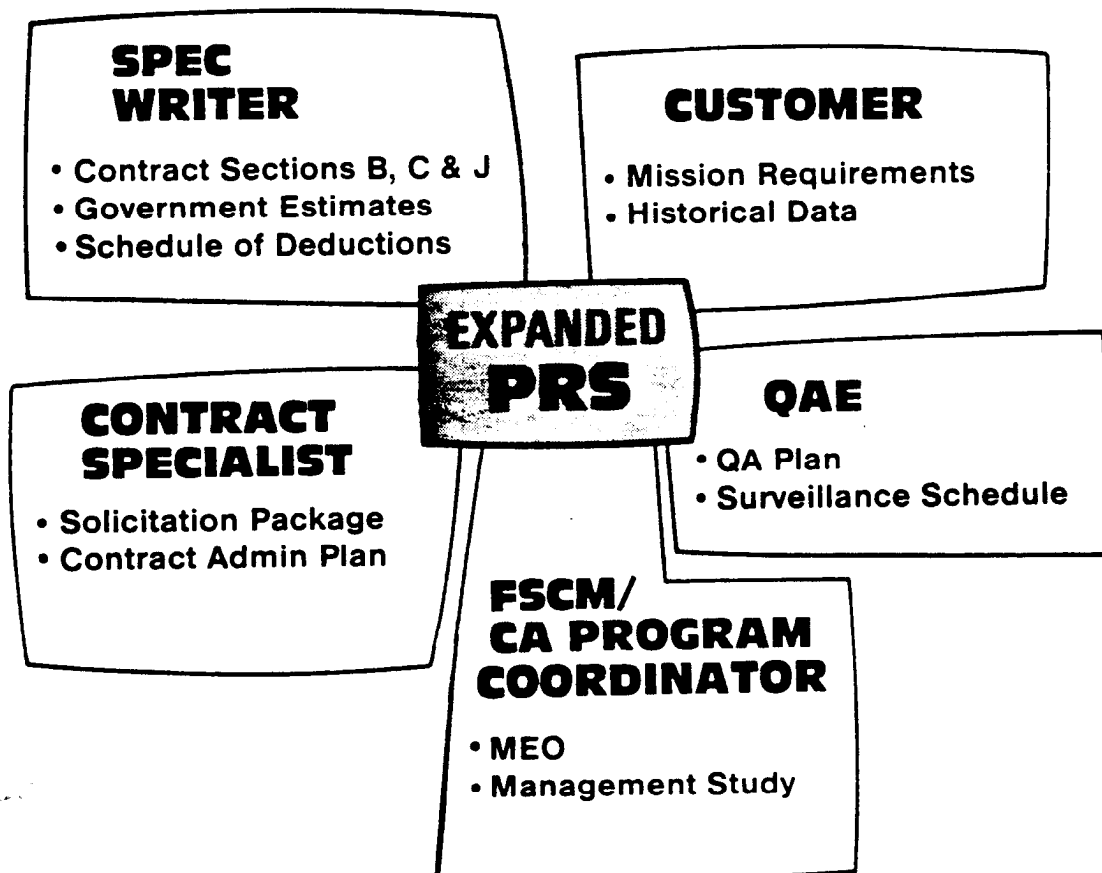 SPEC
WRITER
• Contract Sections B, C & J
• Government Estimates
• Schedule of Deductions
CUSTOMER
• Mission Requirements
• Historical Data
EXPANDED
PRS
CONTRACT
SPECIALIST
• Solicitation Package
• Contract Admin Plan
QAE
• QA Plan
• Surveillance Schedule
FSCM/
CA PROGRAM
COORDINATOR
• MEO
• Management Study